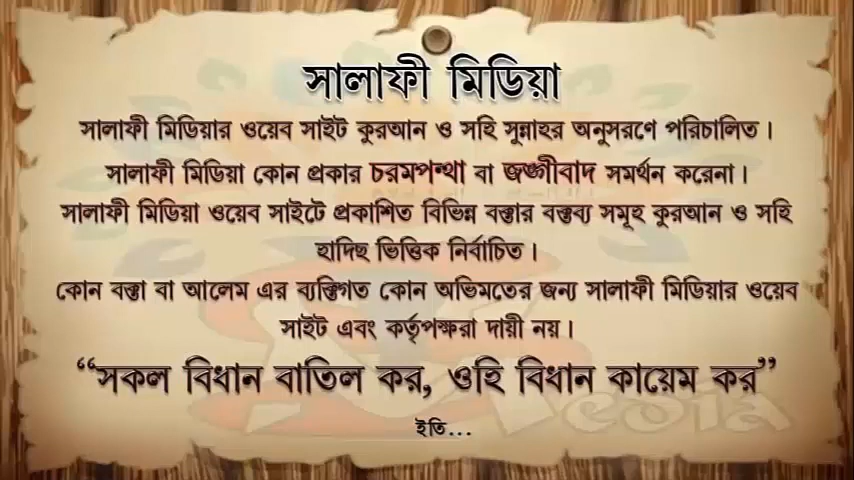 সালাফী মিডিয়া
সালাফী মিডিয়ার ওয়েব সাইট কুরআন ও সহি সুন্নাহর অনুসরণে পরিচালিত।
সালাফী মিডিয়া কোন প্রকার চরমপন্থা বা জঙ্গীবাদ সমর্থন করেনা।
সালাফী মিডিয়া ওয়েব সাইটে প্রকাশিত বিভিন্ন বক্তার বক্তব্য সমূহ কুরআন ও সহি
হাদিছ ভিত্তিক নির্বাচিত।
কোন বক্তা বা আলেম এর ব্যক্তিগত কোন অভিমতের জন্য সালাফী মিডিয়ার ওয়েব
সাইট এবং কর্তৃপক্ষরা দায়ী নয়।
“সকল বিধান বাতিল কর, ওহি বিধান কায়েম কর”
ইতি...